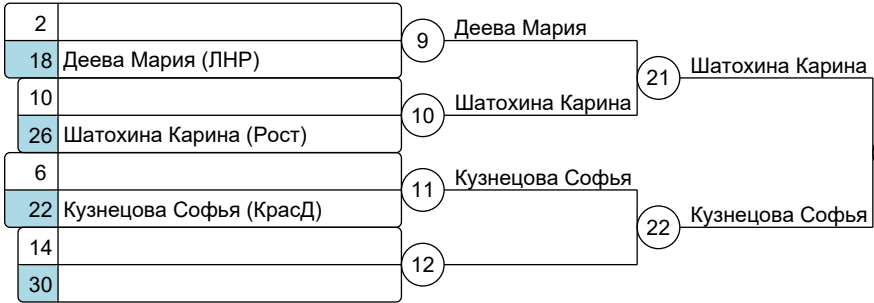 2
18 Деева Мария (ЛНР)
9
Деева Мария
10
26 Шатохина Карина (Рост)
10
Шатохина Карина
21
Шатохина Карина
6
22 Кузнецова Софья (КрасД)
11
Кузнецова Софья
14
30
12
22
Кузнецова Софья